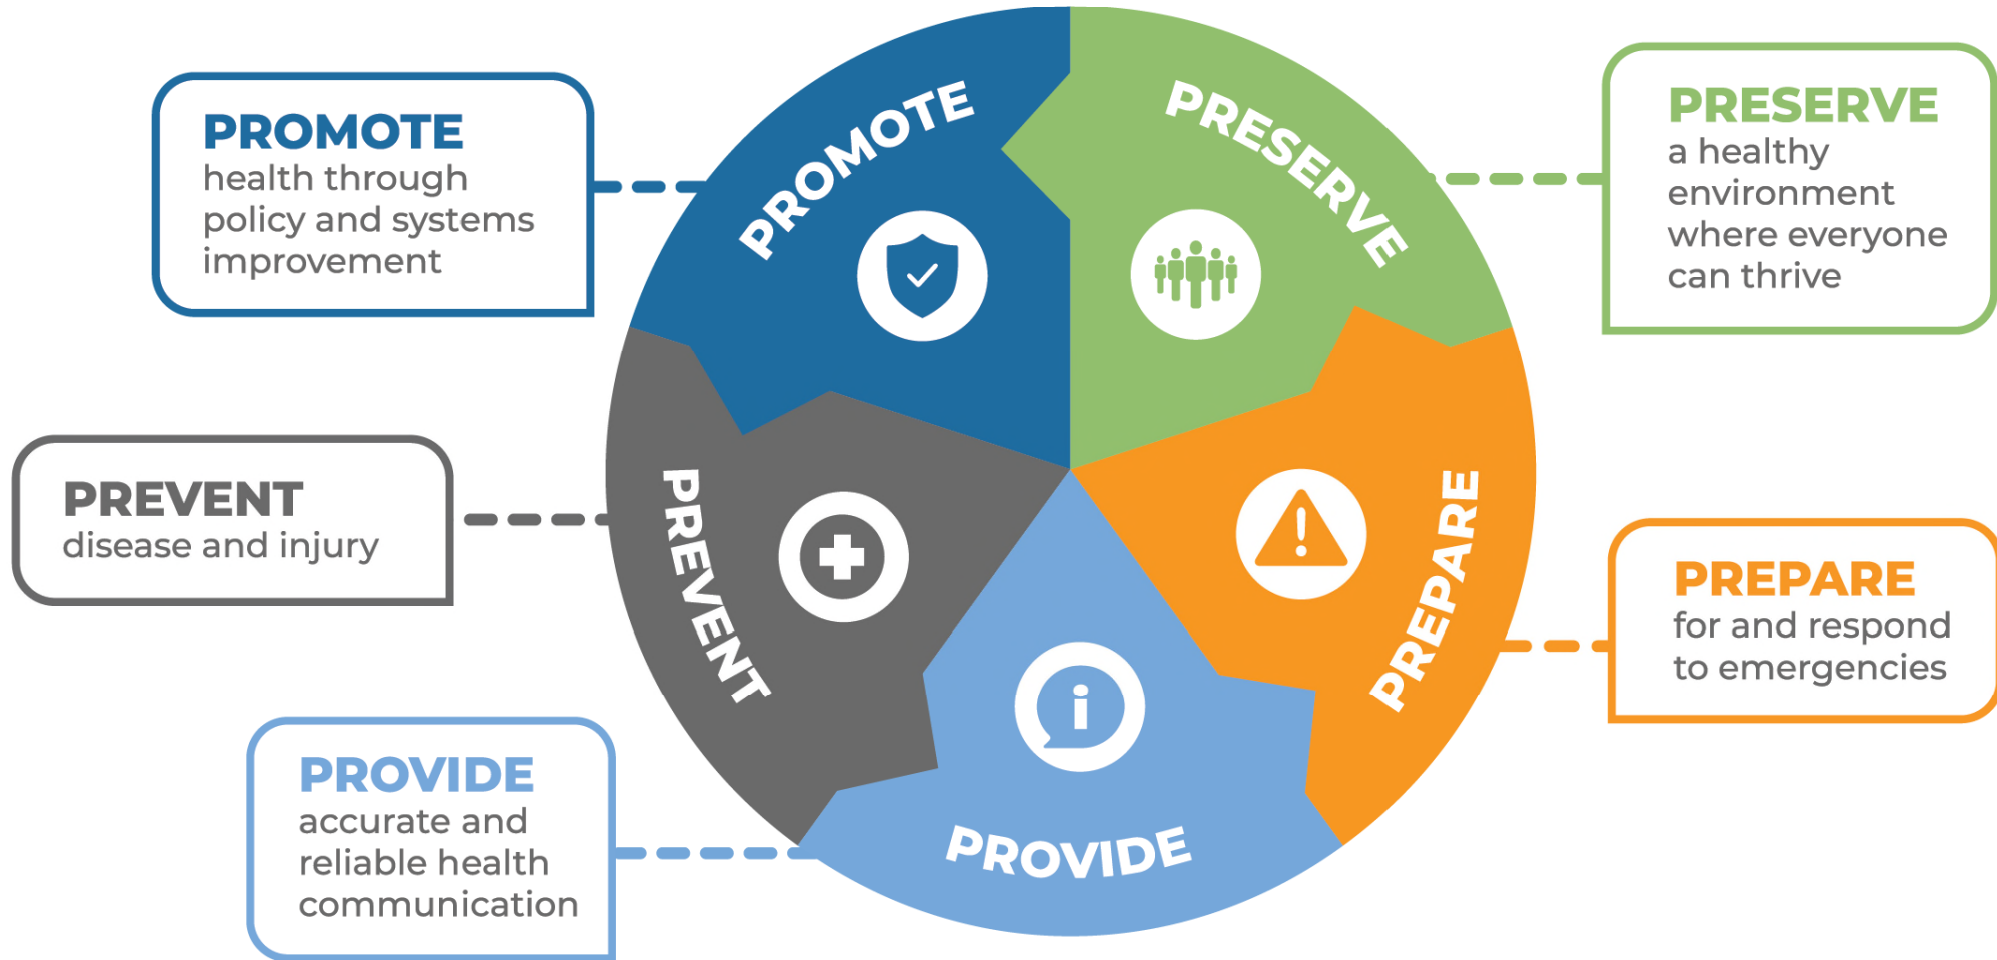 PROMOTE
health through
policy and systems
improvement
PREVENT
disease and injury
PROVIDE
accurate and
reliable health
communication
PROMOTE
PRESERVE
PREPARE
PROVIDE
PREVENT
i
PRESERVE
a healthy
environment
where everyone
can thrive
PREPARE
for and respond
to emergencies